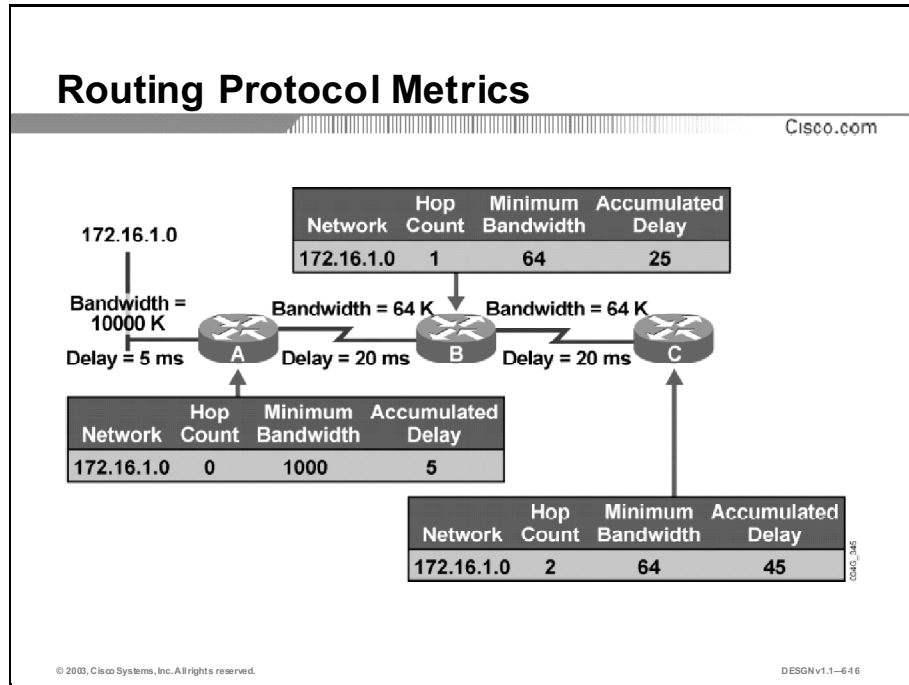 Routing Protocol Metrics
Cisco.com
Network Hop Count Minimum Bandwidth Accumulated Delay
172.16.1.0 1 64 25
172.16.1.0
Bandwidth = 10000 K
Delay = 5 ms
A
Bandwidth = 64 K
Delay = 20 ms
B
Bandwidth = 64 K
Delay = 20 ms
C
Network Hop Count Minimum Bandwidth Accumulated Delay
172.16.1.0 0 1000 5
Network Hop Count Minimum Bandwidth Accumulated Delay
172.16.1.0 2 64 45
© 2003, Cisco Systems, Inc. All rights reserved.
DESGN v1.1—6-16